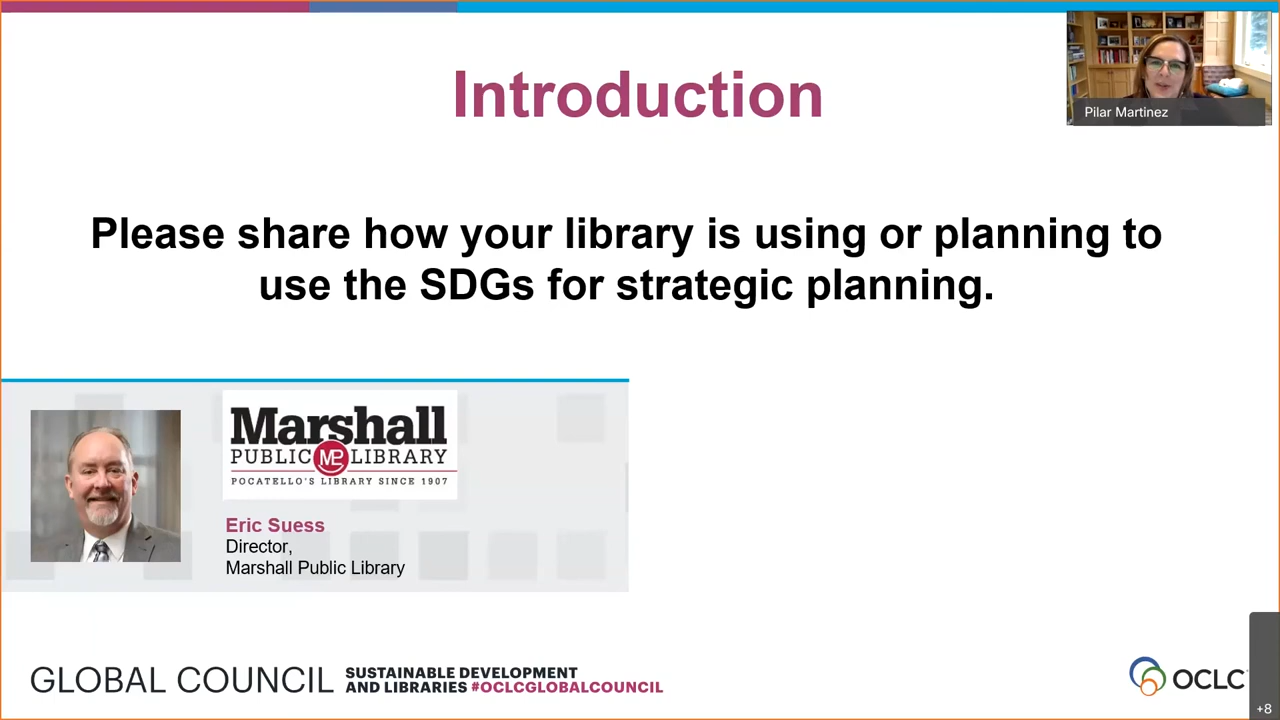 Introduction
Pilar Martinez
Please share how your library is using or planning to
use the SDGs for strategic planning.
Marshall
PUBLIC MP LIBRARY
POCATELLO'S LIBRARY SINCE 1907
Eric Suess
Director,
Marshall Public Library
GLOBAL COUNCIL
SUSTAINABLE DEVELOPMENT
AND LIBRARIES #OCLCGLOBALCOUNCIL
OCLC
+8